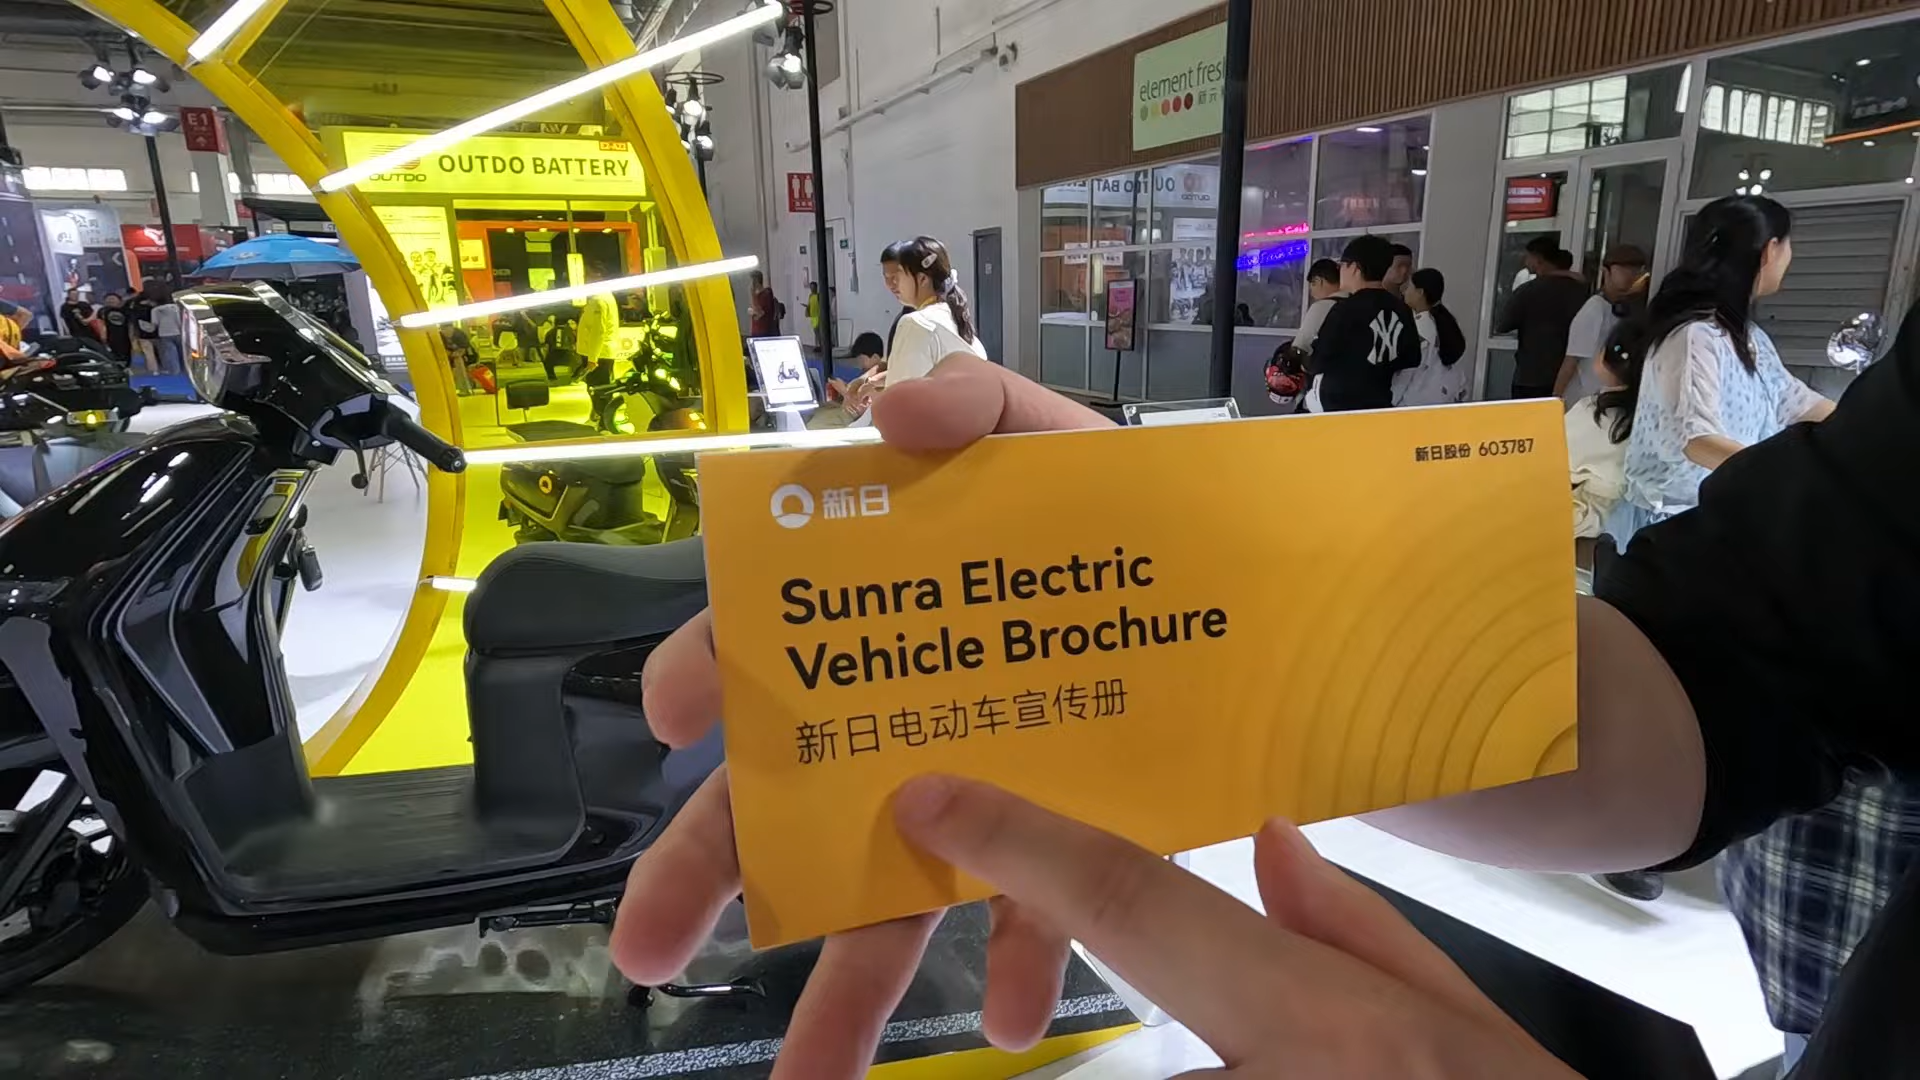 E1
OUTDO
OUTDO BATTERY
element fresh
新日股份 603787
新日
Sunra Electric
Vehicle Brochure
新日电动车宣传册